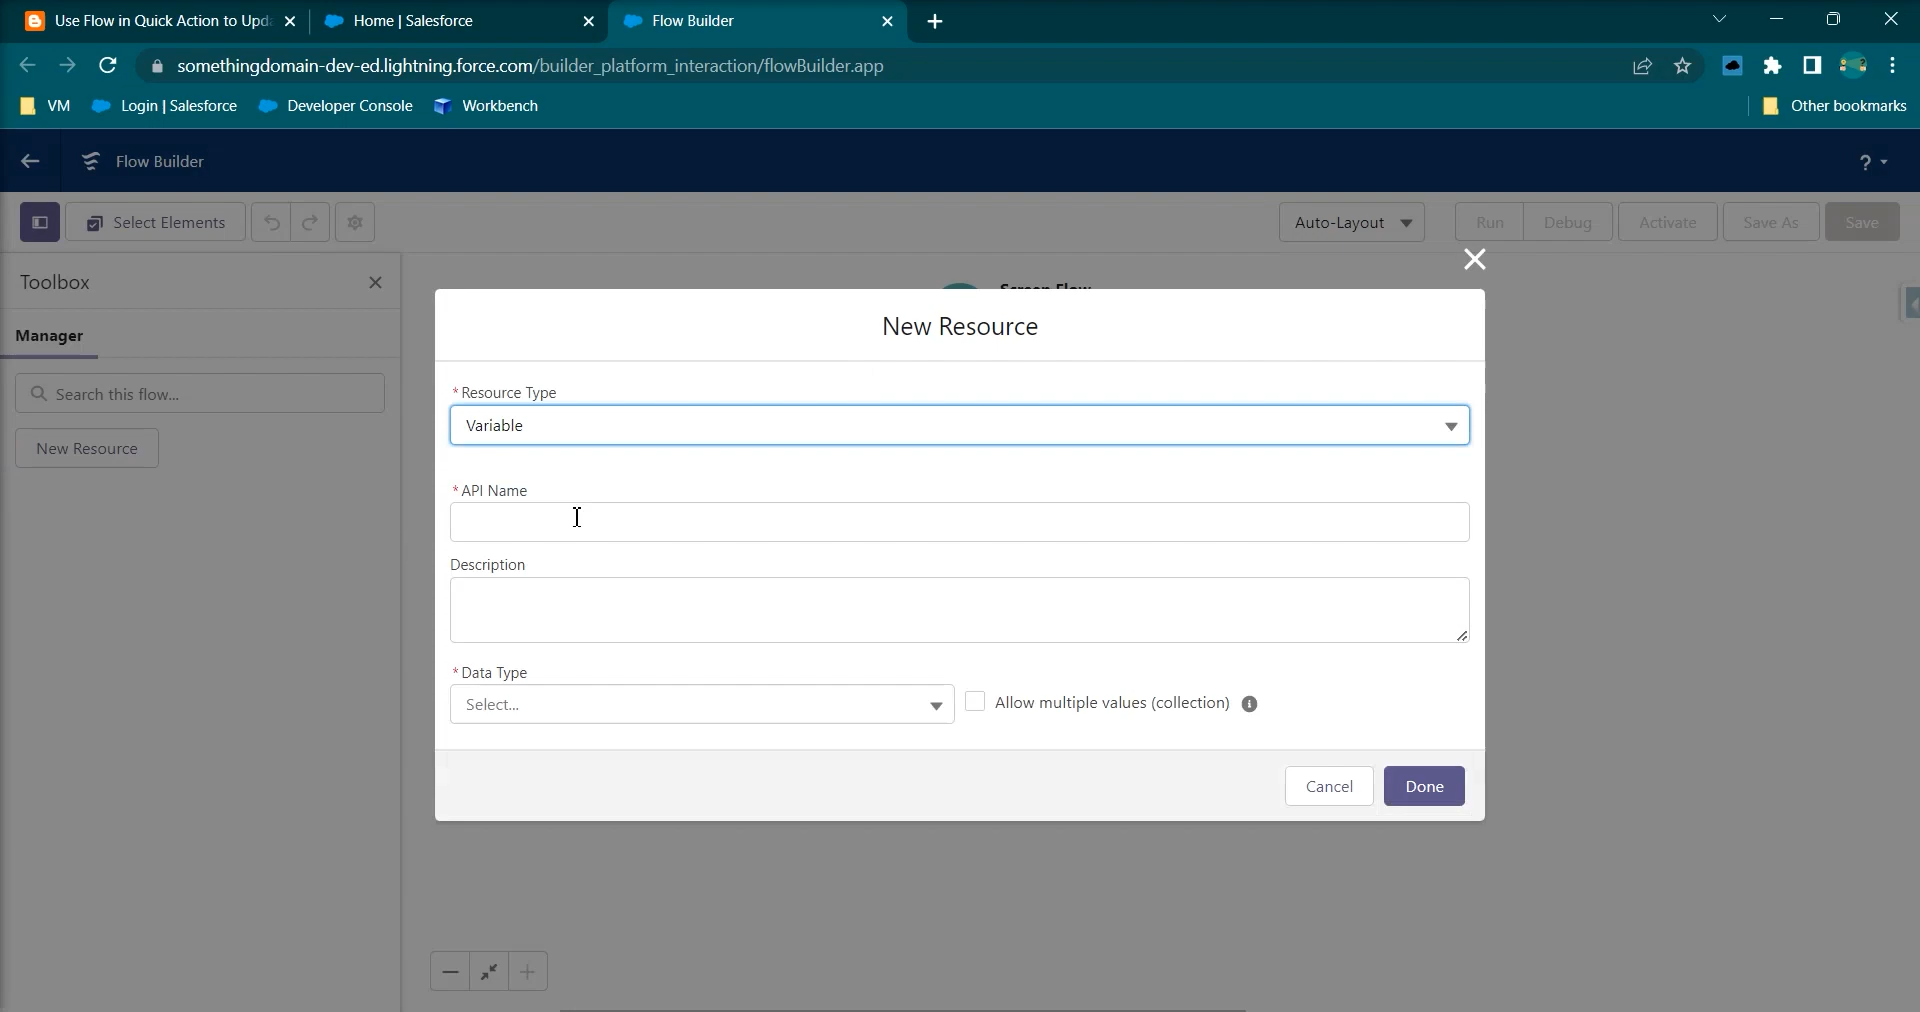 Use Flow in Quick Action to Upda
Home | Salesforce
Flow Builder
somethingdomain-dev-ed.lightning.force.com/builder_platform_interaction/flowBuilder.app
VM
Login | Salesforce
Developer Console
Workbench
Other bookmarks
Flow Builder
?
Select Elements
Auto-Layout
Run
Debug
Activate
Save As
Save
Toolbox
Manager
Search this flow...
New Resource
New Resource
* Resource Type
Variable
* API Name
Description
* Data Type
Select...
Allow multiple values (collection)
Cancel
Done